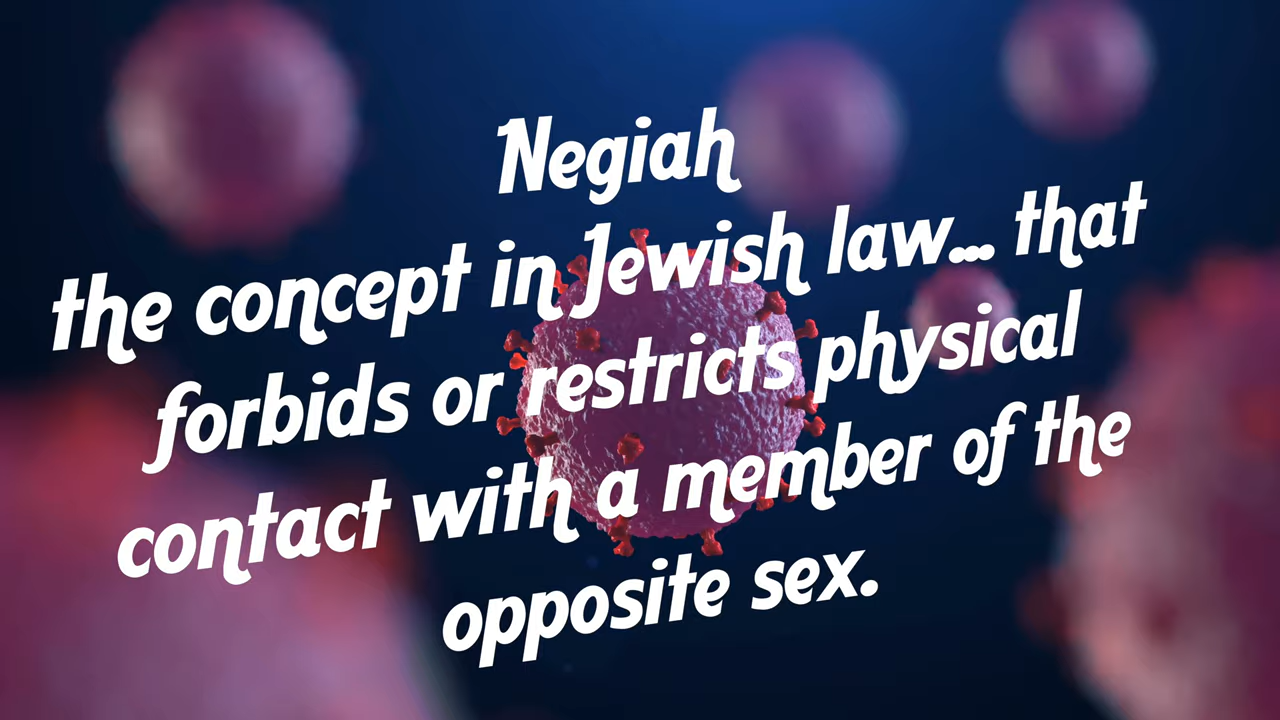 Negiah
the concept in Jewish law... that
forbids or restricts physical
contact with a member of the
opposite sex.